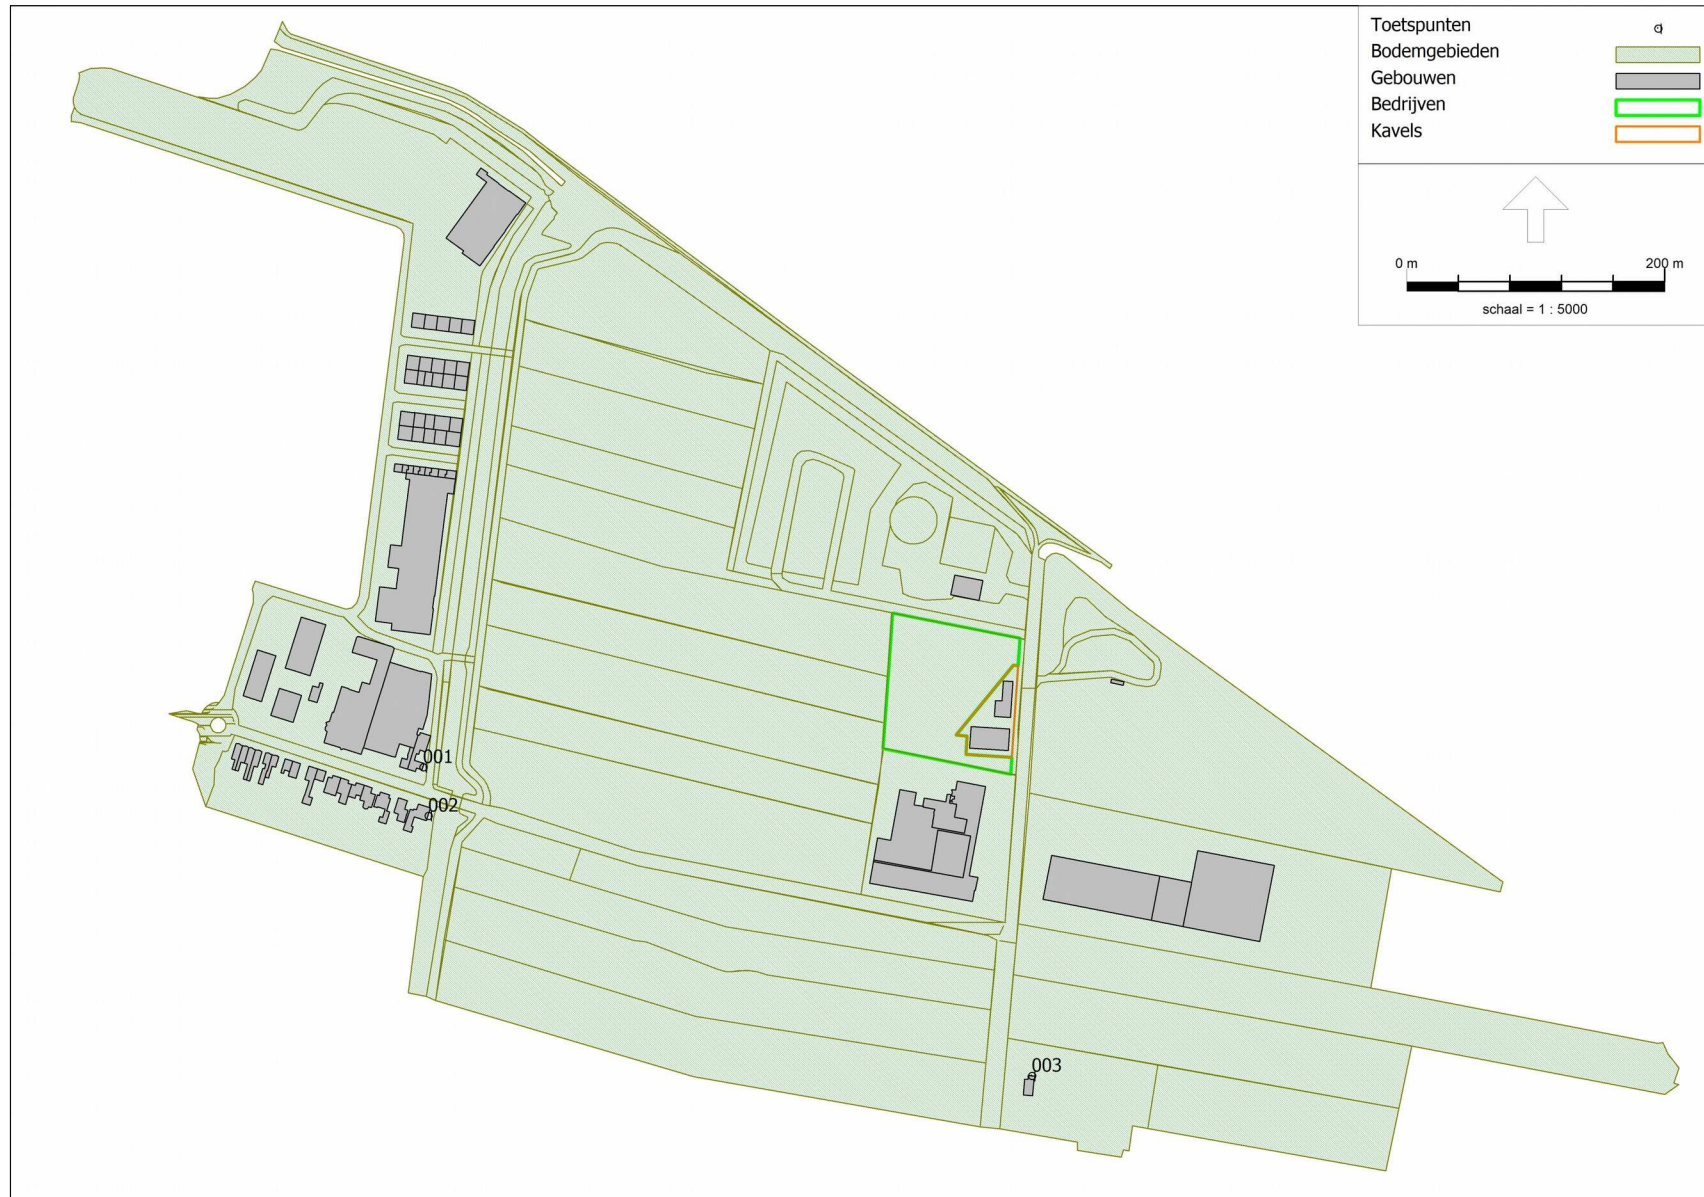 Toetspunten
Bodemgebieden
Gebouwen
Bedrijven
Kavels
0 m 200 m
schaal = 1 : 5000
001
002
003